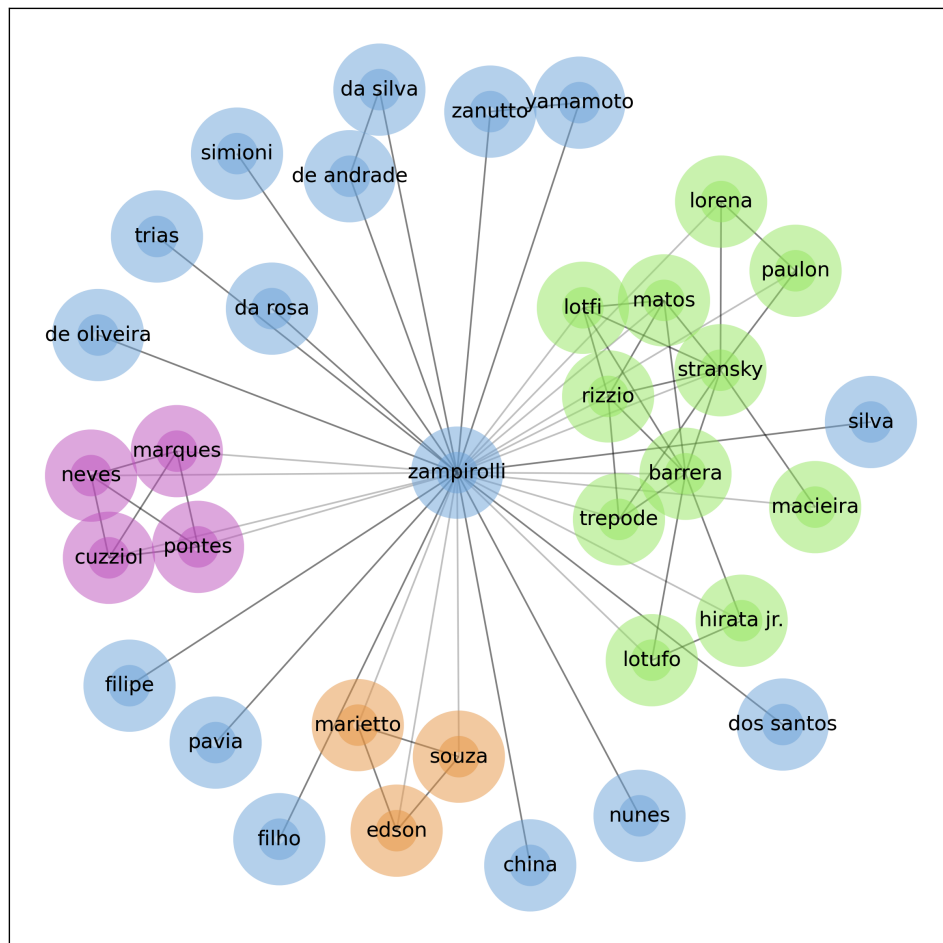 da silva
zanutto
yamamoto
simioni
de andrade
lorena
trias
paulon
da rosa
lotfi
matos
de oliveira
stransky
rizzio
silva
marques
neves
zampirolli
barrera
macieira
trepode
pontes
cuzziol
hirata jr.
lotufo
filipe
marietto
dos santos
pavia
souza
nunes
edson
filho
china